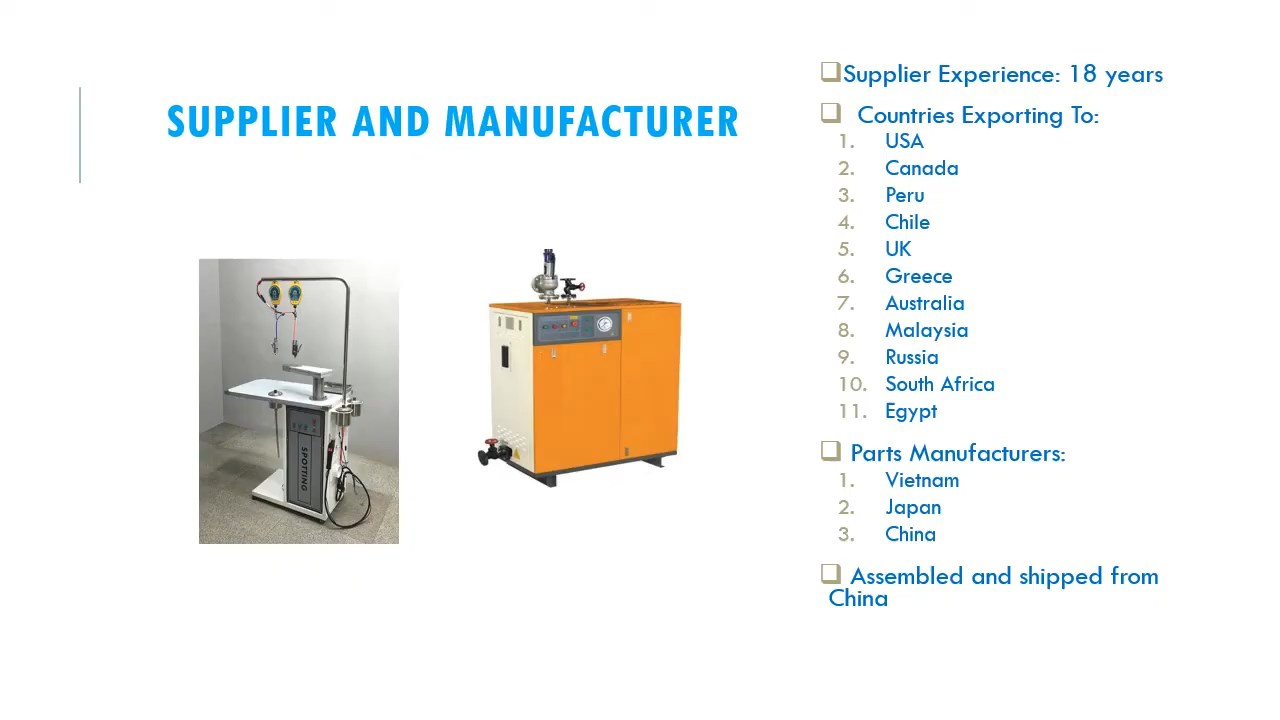 SUPPLIER AND MANUFACTURER
SPOTTING
Supplier Experience: 18 years
Countries Exporting To:
1. USA
2. Canada
3. Peru
4. Chile
5. UK
6. Greece
7. Australia
8. Malaysia
9. Russia
10. South Africa
11. Egypt
Parts Manufacturers:
1. Vietnam
2. Japan
3. China
Assembled and shipped from
China